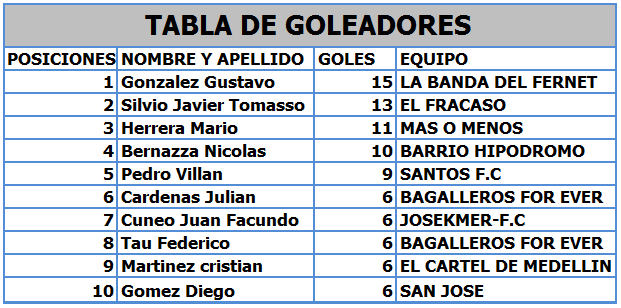 TABLA DE GOLEADORES
POSICIONES NOMBRE Y APELLIDO GOLES EQUIPO
1 Gonzalez Gustavo 15 LA BANDA DEL FERNET
2 Silvio Javier Tomasso 13 EL FRACASO
3 Herrera Mario 11 MAS O MENOS
4 Bernazza Nicolas 10 BARRIO HIPODROMO
5 Pedro Villan 9 SANTOS F.C
6 Cardenas Julian 6 BAGALLEROS FOR EVER
7 Cuneo Juan Facundo 6 JOSEKMER-F.C
8 Tau Federico 6 BAGALLEROS FOR EVER
9 Martinez cristian 6 EL CARTEL DE MEDELLIN
10 Gomez Diego 6 SAN JOSE